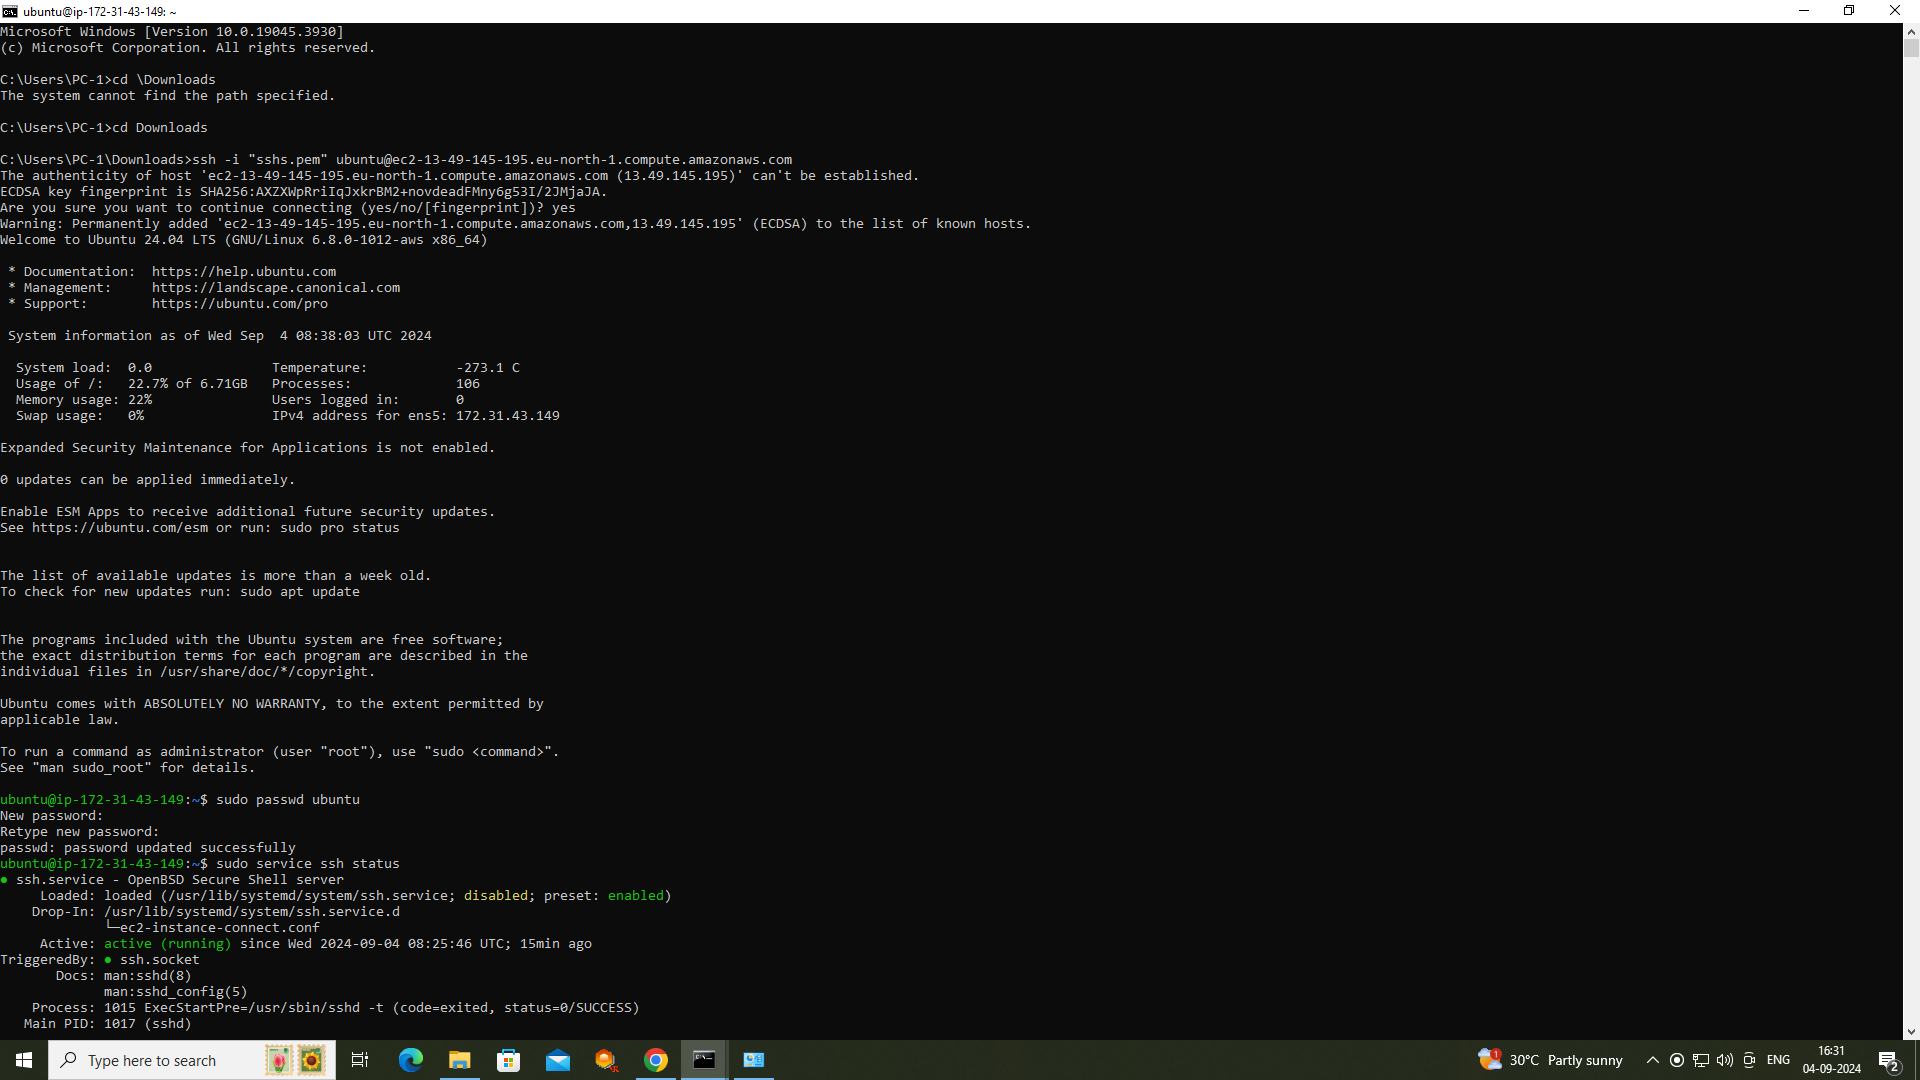 ubuntu@ip-172-31-43-149: ~
Microsoft Windows [Version 10.0.19045.3930]
(c) Microsoft Corporation. All rights reserved.
C:\Users\PC-1>cd \Downloads
The system cannot find the path specified.
C:\Users\PC-1>cd Downloads
C:\Users\PC-1\Downloads>ssh -i "sshs.pem" ubuntu@ec2-13-49-145-195.eu-north-1.compute.amazonaws.com
The authenticity of host 'ec2-13-49-145-195.eu-north-1.compute.amazonaws.com (13.49.145.195)' can't be established.
ECDSA key fingerprint is SHA256:AXZXWpRriIqJxkrBM2+novdeadFMny6g53I/2JMjaJA.
Are you sure you want to continue connecting (yes/no/[fingerprint])? yes
Warning: Permanently added 'ec2-13-49-145-195.eu-north-1.compute.amazonaws.com,13.49.145.195' (ECDSA) to the list of known hosts.
Welcome to Ubuntu 24.04 LTS (GNU/Linux 6.8.0-1012-aws x86_64)
* Documentation:  https://help.ubuntu.com
* Management:     https://landscape.canonical.com
* Support:        https://ubuntu.com/pro
System information as of Wed Sep  4 08:38:03 UTC 2024
System load:  0.0               Temperature:           -273.1 C
Usage of /:   22.7% of 6.71GB   Processes:             106
Memory usage: 22%               Users logged in:       0
Swap usage:   0%                IPv4 address for ens5: 172.31.43.149
Expanded Security Maintenance for Applications is not enabled.
0 updates can be applied immediately.
Enable ESM Apps to receive additional future security updates.
See https://ubuntu.com/esm or run: sudo pro status
The list of available updates is more than a week old.
To check for new updates run: sudo apt update
The programs included with the Ubuntu system are free software;
the exact distribution terms for each program are described in the
individual files in /usr/share/doc/*/copyright.
Ubuntu comes with ABSOLUTELY NO WARRANTY, to the extent permitted by
applicable law.
To run a command as administrator (user "root"), use "sudo <command>".
See "man sudo_root" for details.
ubuntu@ip-172-31-43-149:~$ sudo passwd ubuntu
New password:
Retype new password:
passwd: password updated successfully
ubuntu@ip-172-31-43-149:~$ sudo service ssh status
● ssh.service - OpenBSD Secure Shell server
Loaded: loaded (/usr/lib/systemd/system/ssh.service; disabled; preset: enabled)
Drop-In: /usr/lib/systemd/system/ssh.service.d
└─ec2-instance-connect.conf
Active: active (running) since Wed 2024-09-04 08:25:46 UTC; 15min ago
TriggeredBy: ● ssh.socket
Docs: man:sshd(8)
man:sshd_config(5)
Process: 1015 ExecStartPre=/usr/sbin/sshd -t (code=exited, status=0/SUCCESS)
Main PID: 1017 (sshd)
Type here to search
1
30°C Partly sunny
ENG
16:31
04-09-2024
2